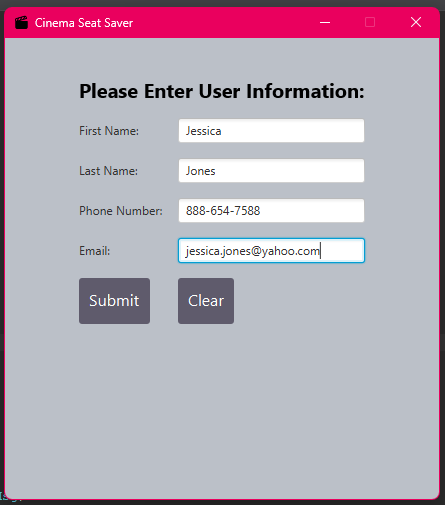 Cinema Seat Saver
Please Enter User Information:
First Name: Jessica
Last Name: Jones
Phone Number: 888-654-7588
Email: jessica.jones@yahoo.com
Submit Clear